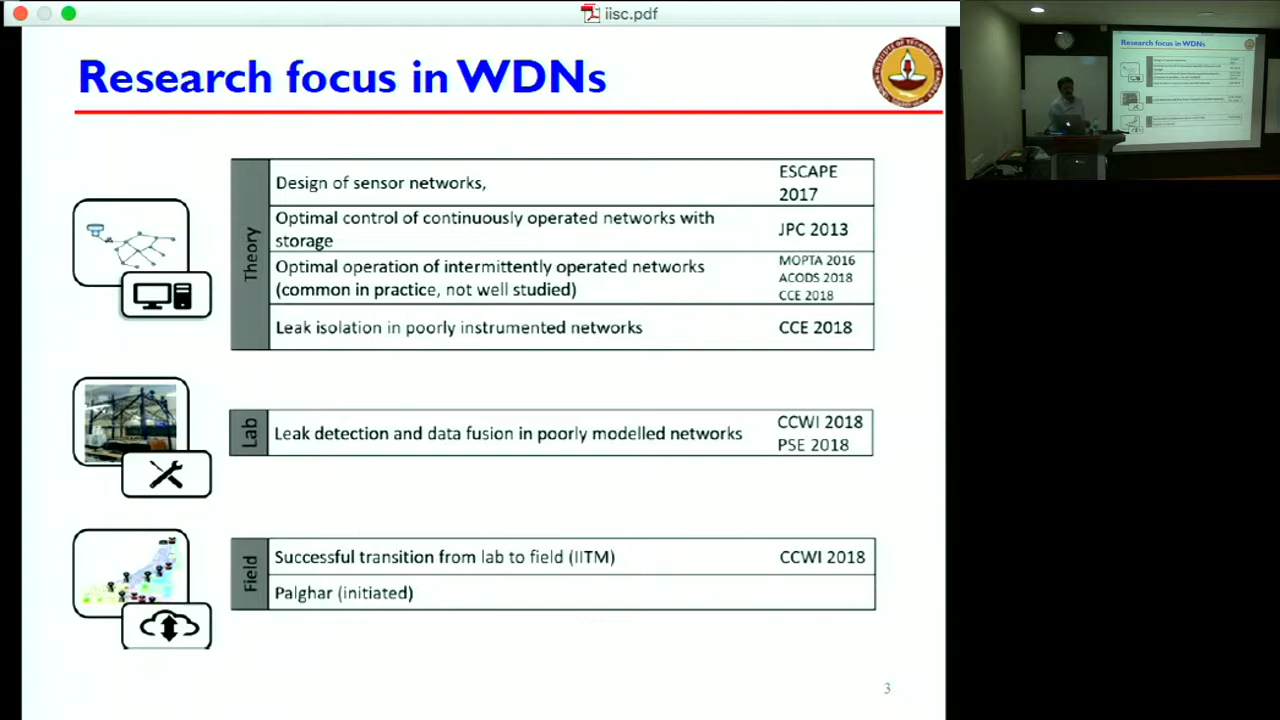 iisc.pdf
Research focus in WDNs
Theory
Design of sensor networks,
ESCAPE
2017
Optimal control of continuously operated networks with
storage
JPC 2013
Optimal operation of intermittently operated networks
(common in practice, not well studied)
MOPTA 2016
ACODS 2018
CCE 2018
Leak isolation in poorly instrumented networks
CCE 2018
Lab
Leak detection and data fusion in poorly modelled networks
CCWI 2018
PSE 2018
Field
Successful transition from lab to field (IITM)
CCWI 2018
Palghar (initiated)
3
Research focus in WDNs